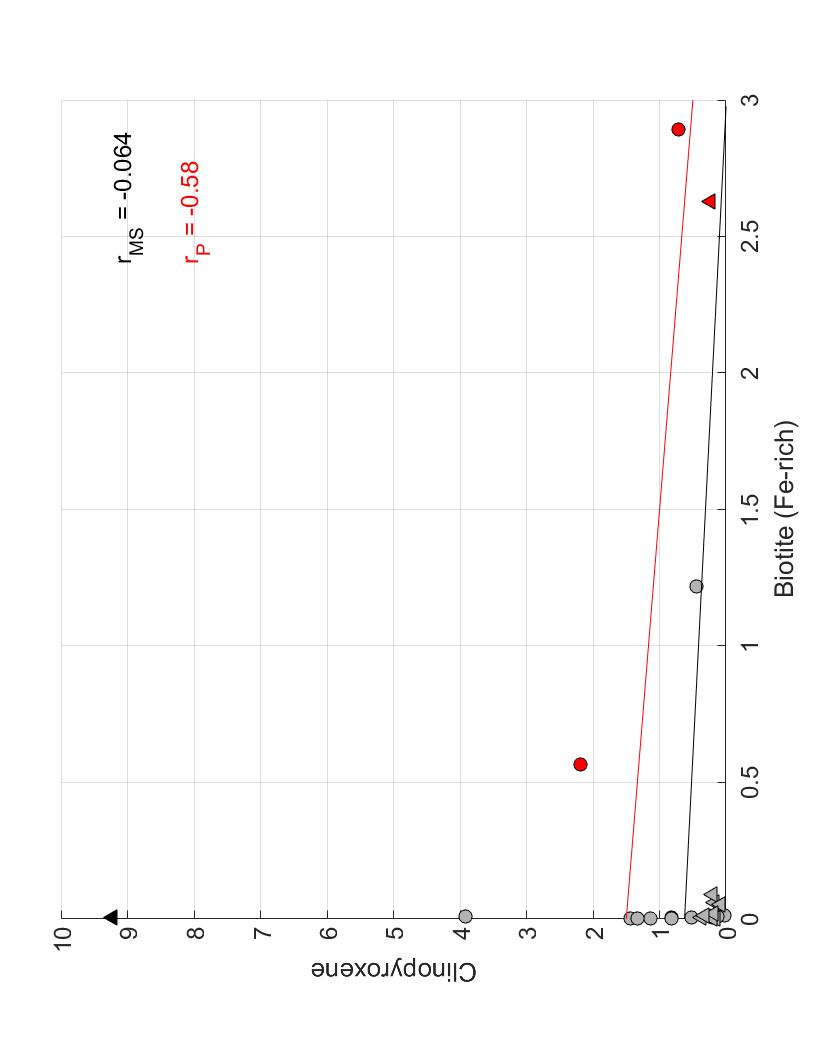 10
9
8
7
6
5
4
3
2
1
0
Clinopyroxene
r_MS = -0.064
r_P = -0.58
0 0.5 1 1.5 2 2.5 3
Biotite (Fe-rich)